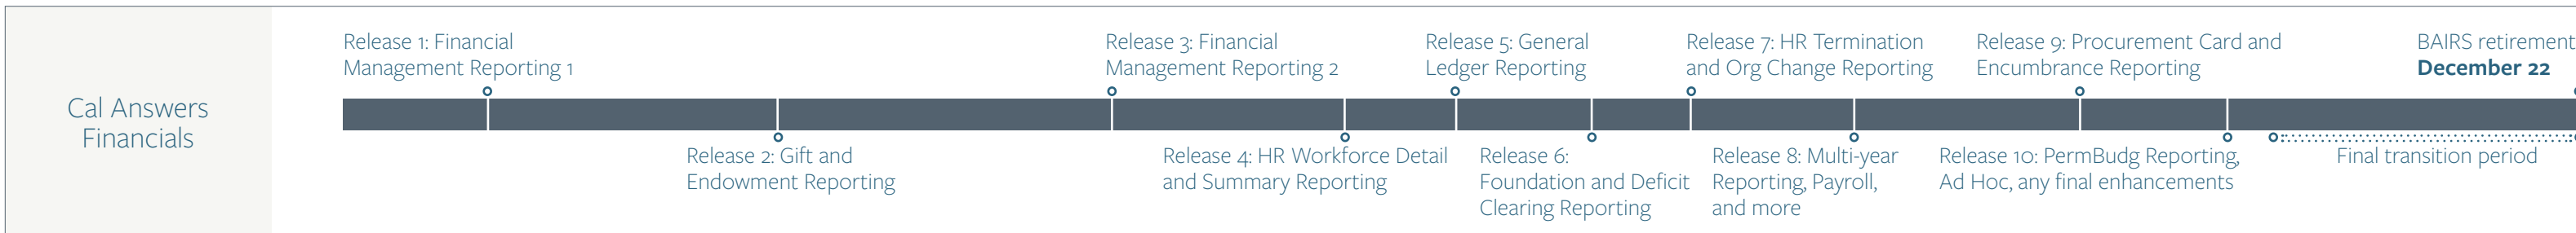 Cal Answers
Financials
Release 1: Financial
Management Reporting 1
Release 2: Gift and
Endowment Reporting
Release 3: Financial
Management Reporting 2
Release 4: HR Workforce Detail
and Summary Reporting
Release 5: General
Ledger Reporting
Release 6:
Foundation and Deficit
Clearing Reporting
Release 7: HR Termination
and Org Change Reporting
Release 8: Multi-year
Reporting, Payroll,
and more
Release 9: Procurement Card and
Encumbrance Reporting
Release 10: PermBudg Reporting,
Ad Hoc, any final enhancements
BAIRS retirement
December 22
Final transition period